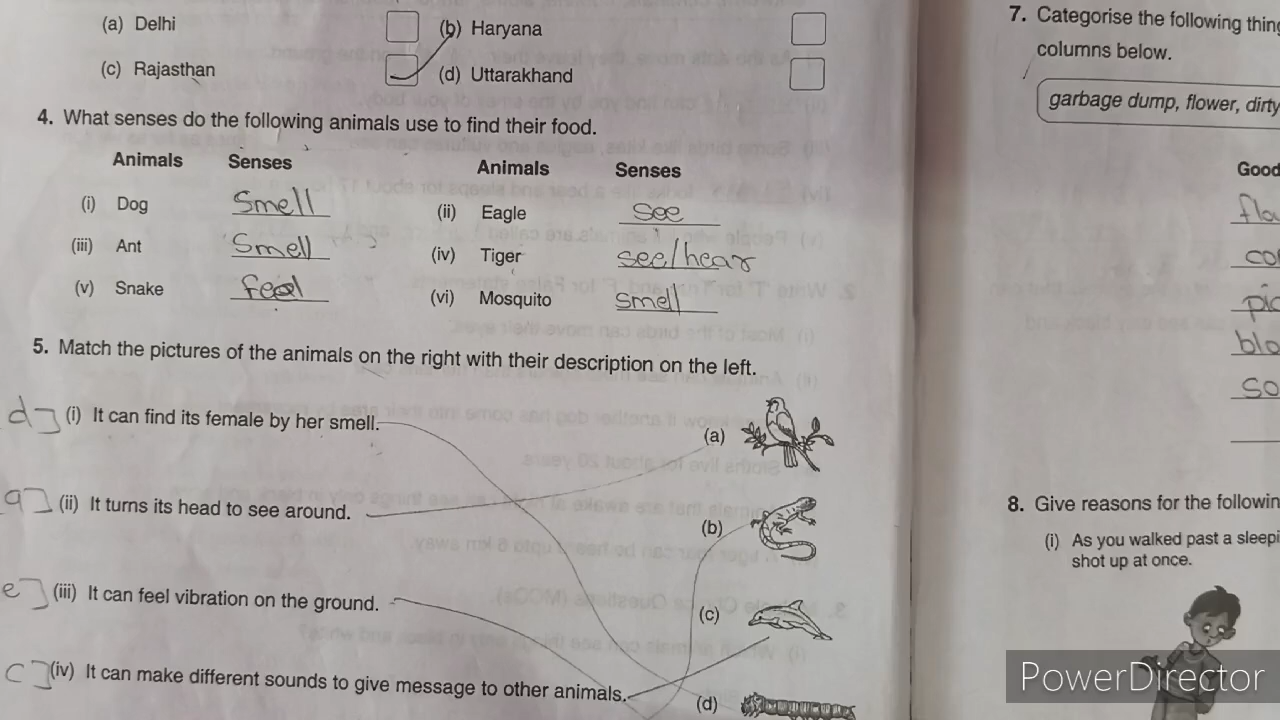 (a) Delhi (b) Haryana
(c) Rajasthan (d) Uttarakhand
4. What senses do the following animals use to find their food.
Animals Senses Animals Senses
(i) Dog Smell (ii) Eagle see
(iii) Ant Smell (iv) Tiger see/hear
(v) Snake feel (vi) Mosquito smell
5. Match the pictures of the animals on the right with their description on the left.
d (i) It can find its female by her smell. (a)
a (ii) It turns its head to see around. (b)
e (iii) It can feel vibration on the ground. (c)
c (iv) It can make different sounds to give message to other animals. (d)
7. Categorise the following thing
columns below.
garbage dump, flower, dirty
Good
flo
co
pic
blo
so
8. Give reasons for the followin
(i) As you walked past a sleepi
shot up at once.
PowerDirector